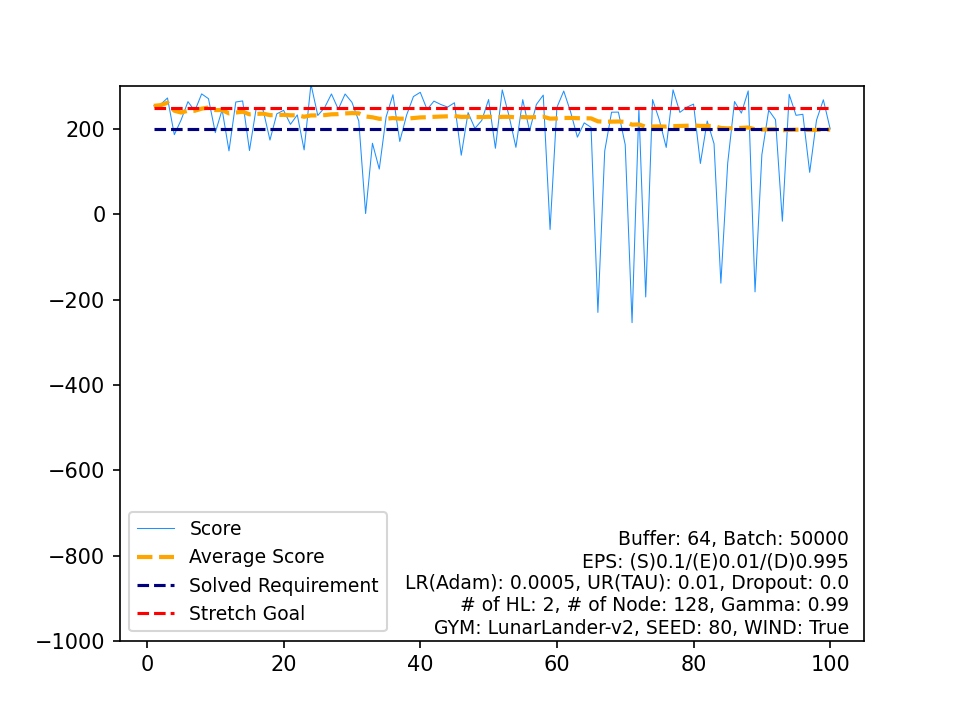 200
0
−200
−400
−600
−800
−1000
0
20
40
60
80
100
Score
Average Score
Solved Requirement
Stretch Goal
Buffer: 64, Batch: 50000
EPS: (S)0.1/(E)0.01/(D)0.995
LR(Adam): 0.0005, UR(TAU): 0.01, Dropout: 0.0
# of HL: 2, # of Node: 128, Gamma: 0.99
GYM: LunarLander-v2, SEED: 80, WIND: True